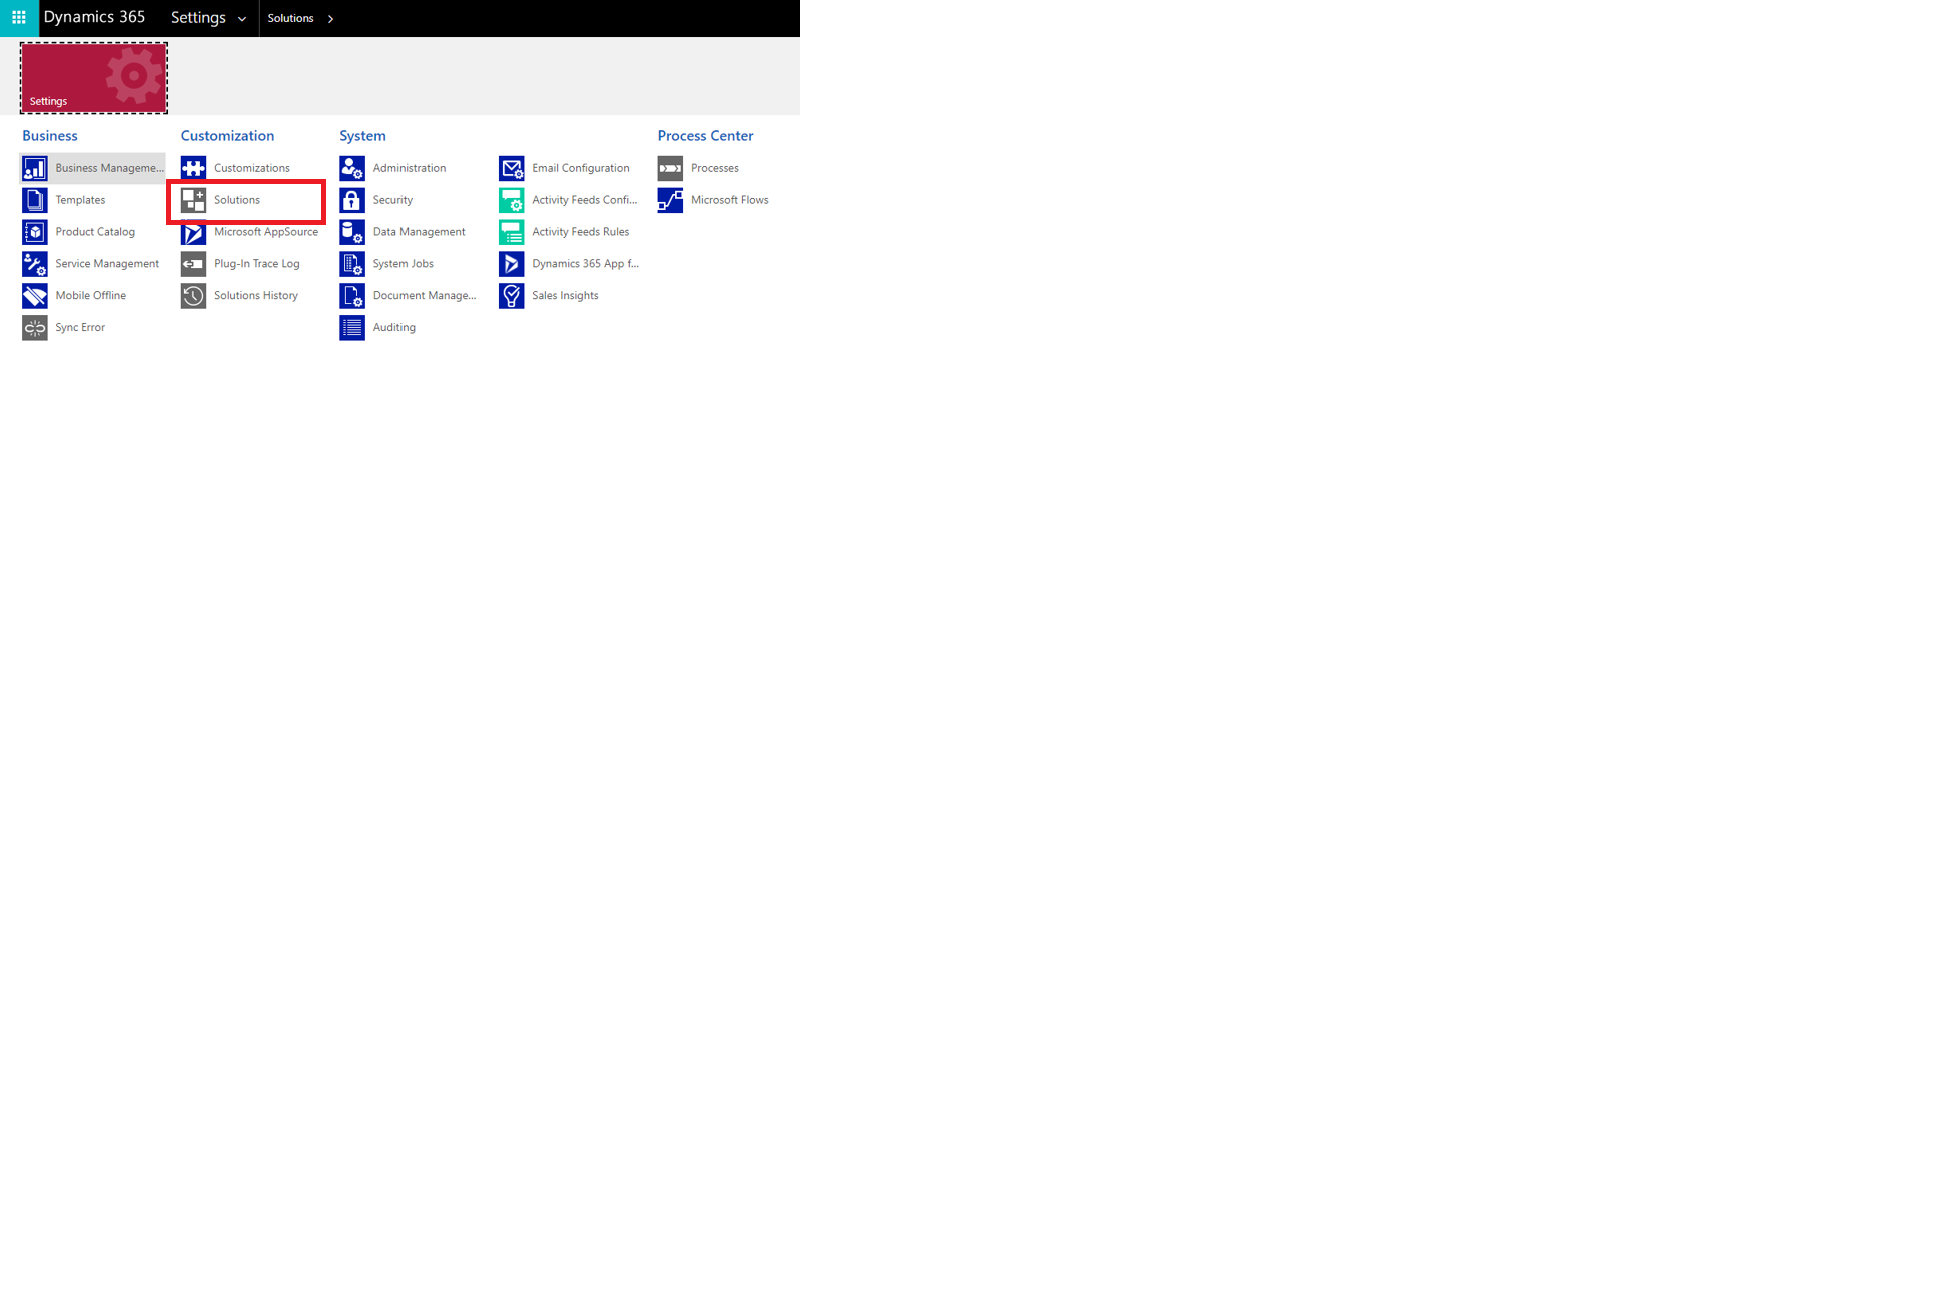 Dynamics 365 Settings Solutions
Settings
Business
Business Manageme...
Templates
Product Catalog
Service Management
Mobile Offline
Sync Error
Customization
Customizations
Solutions
Microsoft AppSource
Plug-In Trace Log
Solutions History
System
Administration
Security
Data Management
System Jobs
Document Manage...
Auditing
Email Configuration
Activity Feeds Confi...
Activity Feeds Rules
Dynamics 365 App f...
Sales Insights
Process Center
Processes
Microsoft Flows